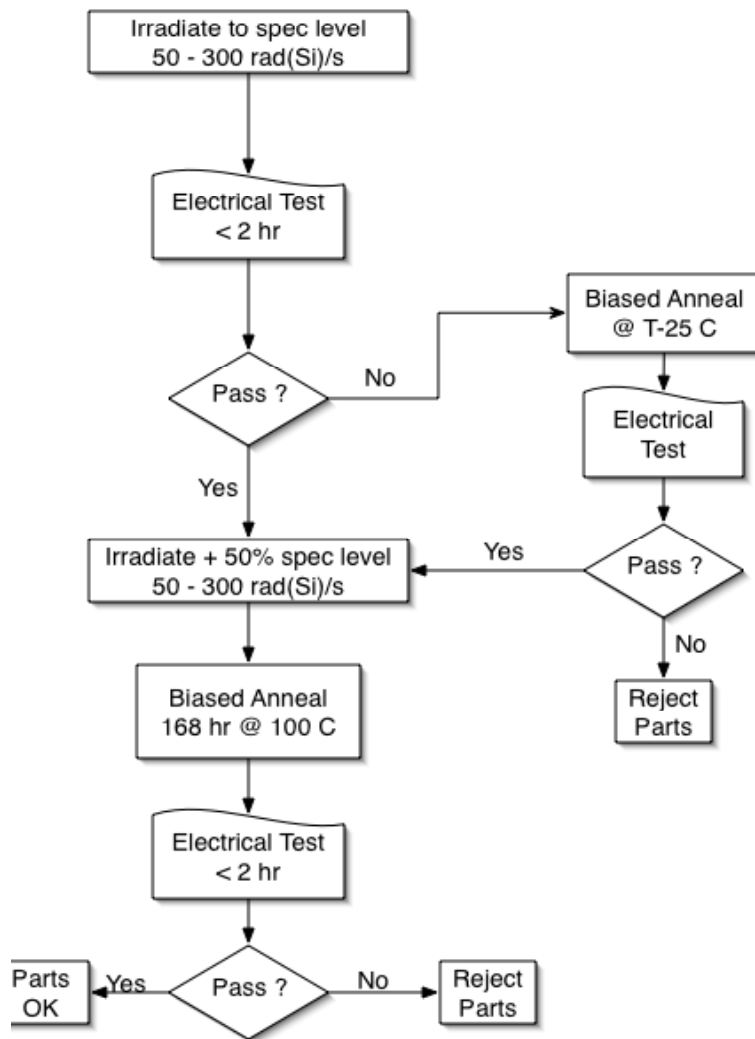 Irradiate to spec level
50 - 300 rad(Si)/s
Electrical Test
< 2 hr
Biased Anneal
@ T-25 C
Pass ?
No
Electrical
Test
Yes
Irradiate + 50% spec level
50 - 300 rad(Si)/s
Yes
Pass ?
No
Biased Anneal
168 hr @ 100 C
Reject
Parts
Electrical Test
< 2 hr
Parts
OK
Yes
Pass ?
No
Reject
Parts